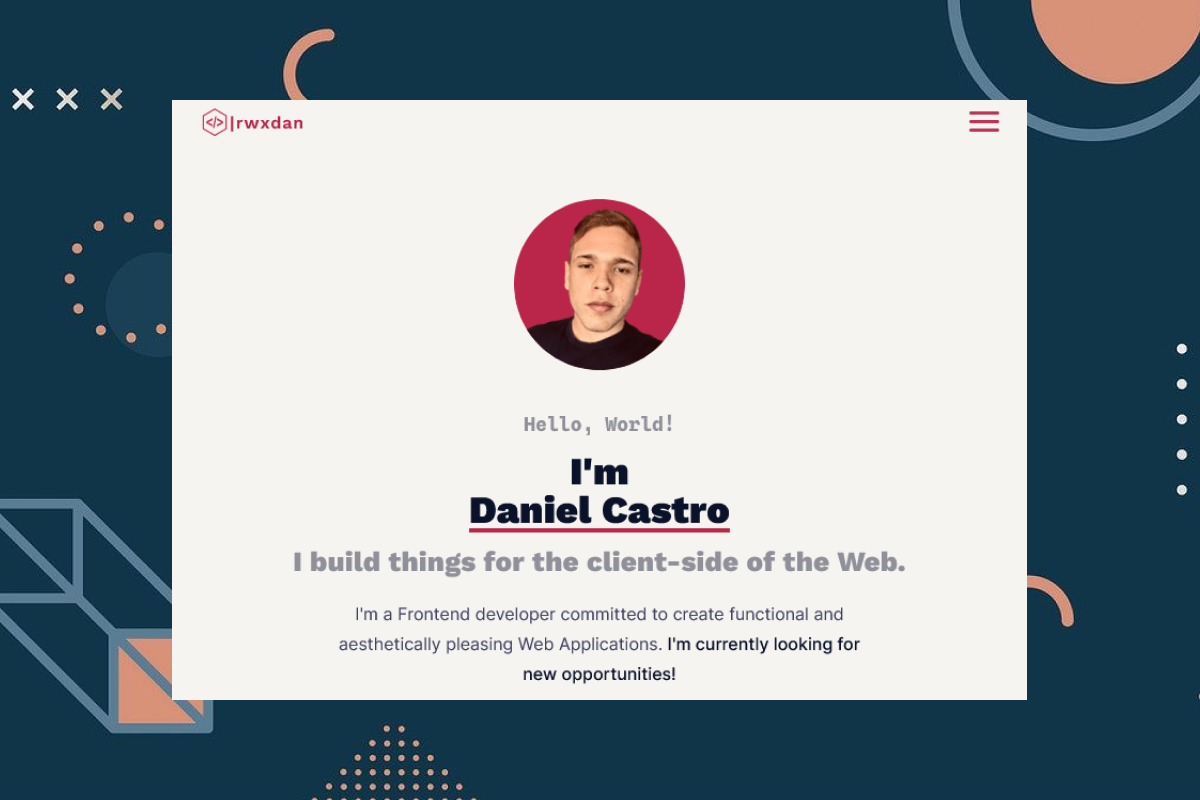 </>|rwxdan
Hello, World!
I'm
Daniel Castro
I build things for the client-side of the Web.
I'm a Frontend developer committed to create functional and
aesthetically pleasing Web Applications. I'm currently looking for
new opportunities!